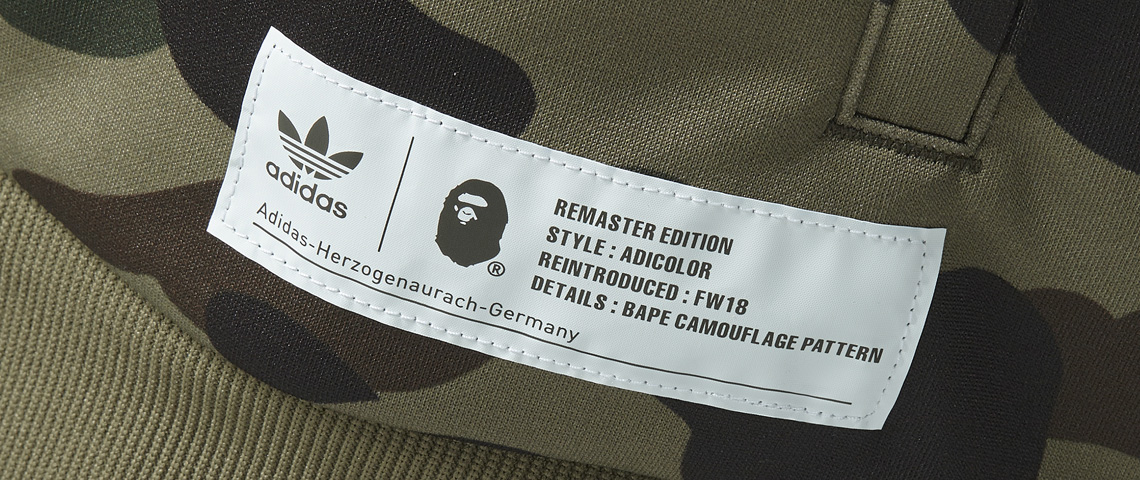 adidas
Adidas-Herzogenaurach-Germany
®
REMASTER EDITION
STYLE : ADICOLOR
REINTRODUCED : FW18
DETAILS : BAPE CAMOUFLAGE PATTERN